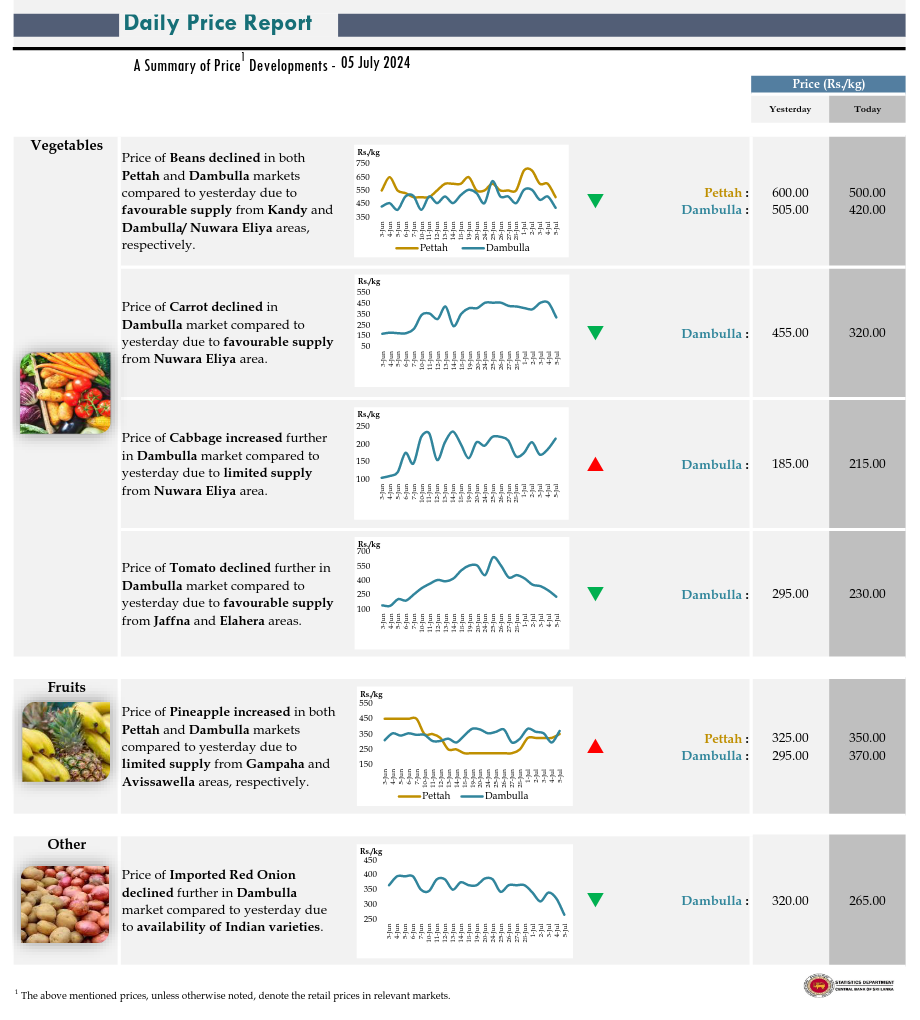 Daily Price Report
A Summary of Price¹ Developments - 05 July 2024
Price (Rs./kg)
Yesterday Today
Vegetables
Price of Beans declined in both
Pettah and Dambulla markets
compared to yesterday due to
favourable supply from Kandy and
Dambulla/ Nuwara Eliya areas,
respectively.
Rs./kg
750
650
550
450
350
3-Jun 4-Jun 5-Jun 6-Jun 7-Jun 10-Jun 11-Jun 12-Jun 13-Jun 14-Jun 18-Jun 19-Jun 20-Jun 24-Jun 25-Jun 26-Jun 27-Jun 28-Jun 1-Jul 2-Jul 3-Jul 4-Jul 5-Jul
Pettah Dambulla
Pettah : 600.00 500.00
Dambulla : 505.00 420.00
Price of Carrot declined in
Dambulla market compared to
yesterday due to favourable supply
from Nuwara Eliya area.
Rs./kg
550
450
350
250
150
50
3-Jun 4-Jun 5-Jun 6-Jun 7-Jun 10-Jun 11-Jun 12-Jun 13-Jun 14-Jun 18-Jun 19-Jun 20-Jun 24-Jun 25-Jun 26-Jun 27-Jun 28-Jun 1-Jul 2-Jul 3-Jul 4-Jul 5-Jul
Dambulla : 455.00 320.00
Price of Cabbage increased further
in Dambulla market compared to
yesterday due to limited supply
from Nuwara Eliya area.
Rs./kg
250
200
150
100
3-Jun 4-Jun 5-Jun 6-Jun 7-Jun 10-Jun 11-Jun 12-Jun 13-Jun 14-Jun 18-Jun 19-Jun 20-Jun 24-Jun 25-Jun 26-Jun 27-Jun 28-Jun 1-Jul 2-Jul 3-Jul 4-Jul 5-Jul
Dambulla : 185.00 215.00
Price of Tomato declined further in
Dambulla market compared to
yesterday due to favourable supply
from Jaffna and Elahera areas.
Rs./kg
700
550
400
250
100
3-Jun 4-Jun 5-Jun 6-Jun 7-Jun 10-Jun 11-Jun 12-Jun 13-Jun 14-Jun 18-Jun 19-Jun 20-Jun 24-Jun 25-Jun 26-Jun 27-Jun 28-Jun 1-Jul 2-Jul 3-Jul 4-Jul 5-Jul
Dambulla : 295.00 230.00
Fruits
Price of Pineapple increased in both
Pettah and Dambulla markets
compared to yesterday due to
limited supply from Gampaha and
Avissawella areas, respectively.
Rs./kg
550
450
350
250
150
3-Jun 4-Jun 5-Jun 6-Jun 7-Jun 10-Jun 11-Jun 12-Jun 13-Jun 14-Jun 18-Jun 19-Jun 20-Jun 24-Jun 25-Jun 26-Jun 27-Jun 28-Jun 1-Jul 2-Jul 3-Jul 4-Jul 5-Jul
Pettah Dambulla
Pettah : 325.00 350.00
Dambulla : 295.00 370.00
Other
Price of Imported Red Onion
declined further in Dambulla
market compared to yesterday due
to availability of Indian varieties.
Rs./kg
450
400
350
300
250
3-Jun 4-Jun 5-Jun 6-Jun 7-Jun 10-Jun 11-Jun 12-Jun 13-Jun 14-Jun 18-Jun 19-Jun 20-Jun 24-Jun 25-Jun 26-Jun 27-Jun 28-Jun 1-Jul 2-Jul 3-Jul 4-Jul 5-Jul
Dambulla : 320.00 265.00
¹ The above mentioned prices, unless otherwise noted, denote the retail prices in relevant markets.
STATISTICS DEPARTMENT
CENTRAL BANK OF SRI LANKA